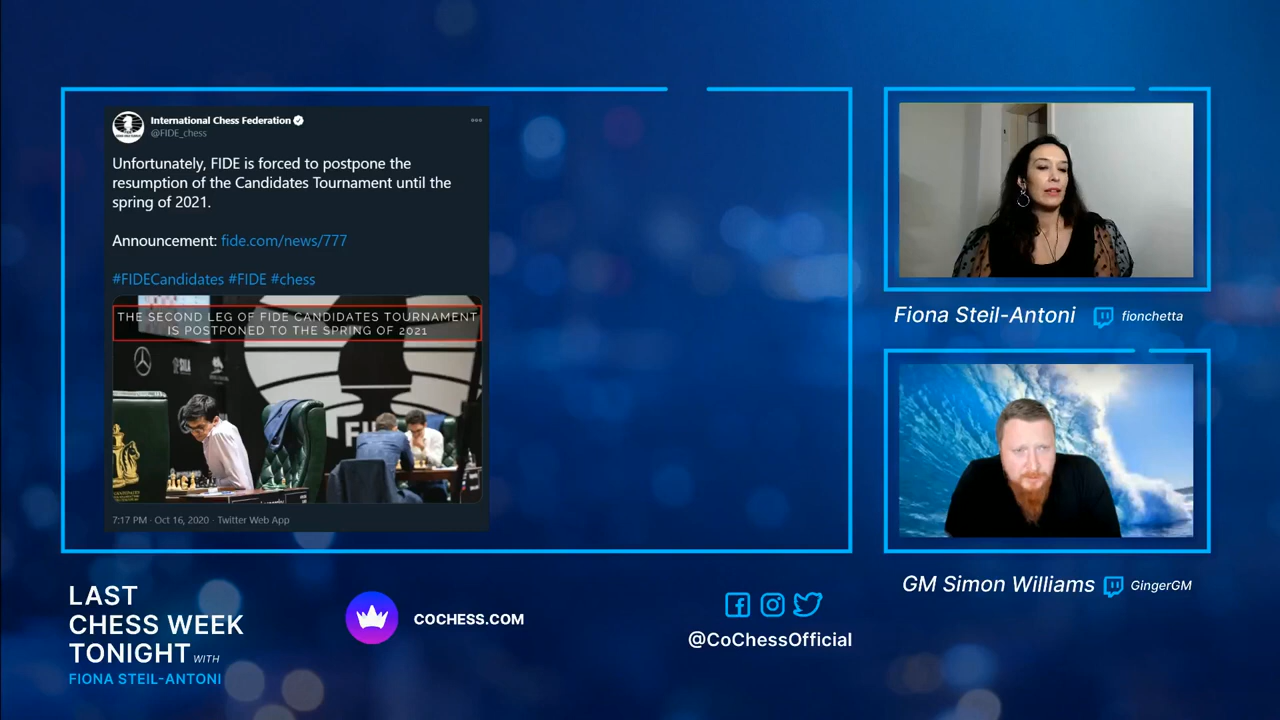 International Chess Federation
@FIDE_chess
Unfortunately, FIDE is forced to postpone the
resumption of the Candidates Tournament until the
spring of 2021.
Announcement: fide.com/news/777
#FIDECandidates #FIDE #chess
THE SECOND LEG OF FIDE CANDIDATES TOURNAMENT
IS POSTPONED TO THE SPRING OF 2021
SILA
FI
7:17 PM · Oct 16, 2020 · Twitter Web App
Fiona Steil-Antoni fionchetta
GM Simon Williams GingerGM
LAST
CHESS WEEK
TONIGHT WITH
FIONA STEIL-ANTONI
COCHESS.COM
@CoChessOfficial